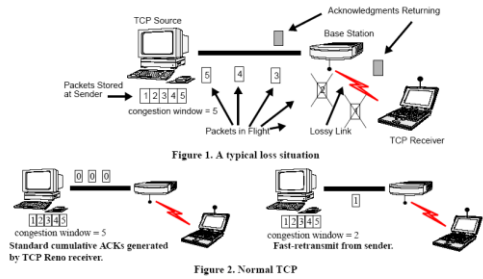 Acknowledgments Returning
TCP Source
Base Station
Packets Stored
at Sender
1 2 3 4 5
congestion window = 5
5
4
3
2
1
Packets in Flight
Lossy Link
TCP Receiver
Figure 1. A typical loss situation
0 0 0
1 2 3 4 5
congestion window = 5
Standard cumulative ACKs generated
by TCP Reno receiver.
1
1 2 3 4 5
congestion window = 2
Fast-retransmit from sender.
Figure 2. Normal TCP